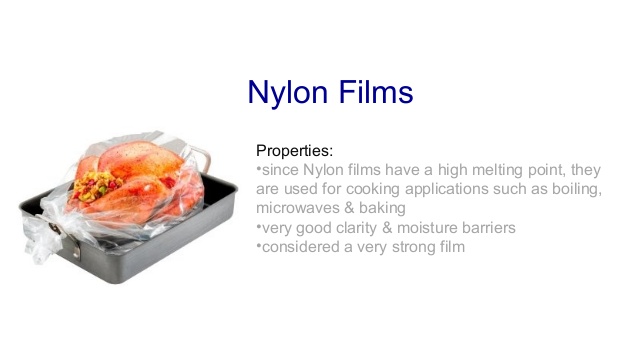 Nylon Films
Properties:
•since Nylon films have a high melting point, they
are used for cooking applications such as boiling,
microwaves & baking
•very good clarity & moisture barriers
•considered a very strong film